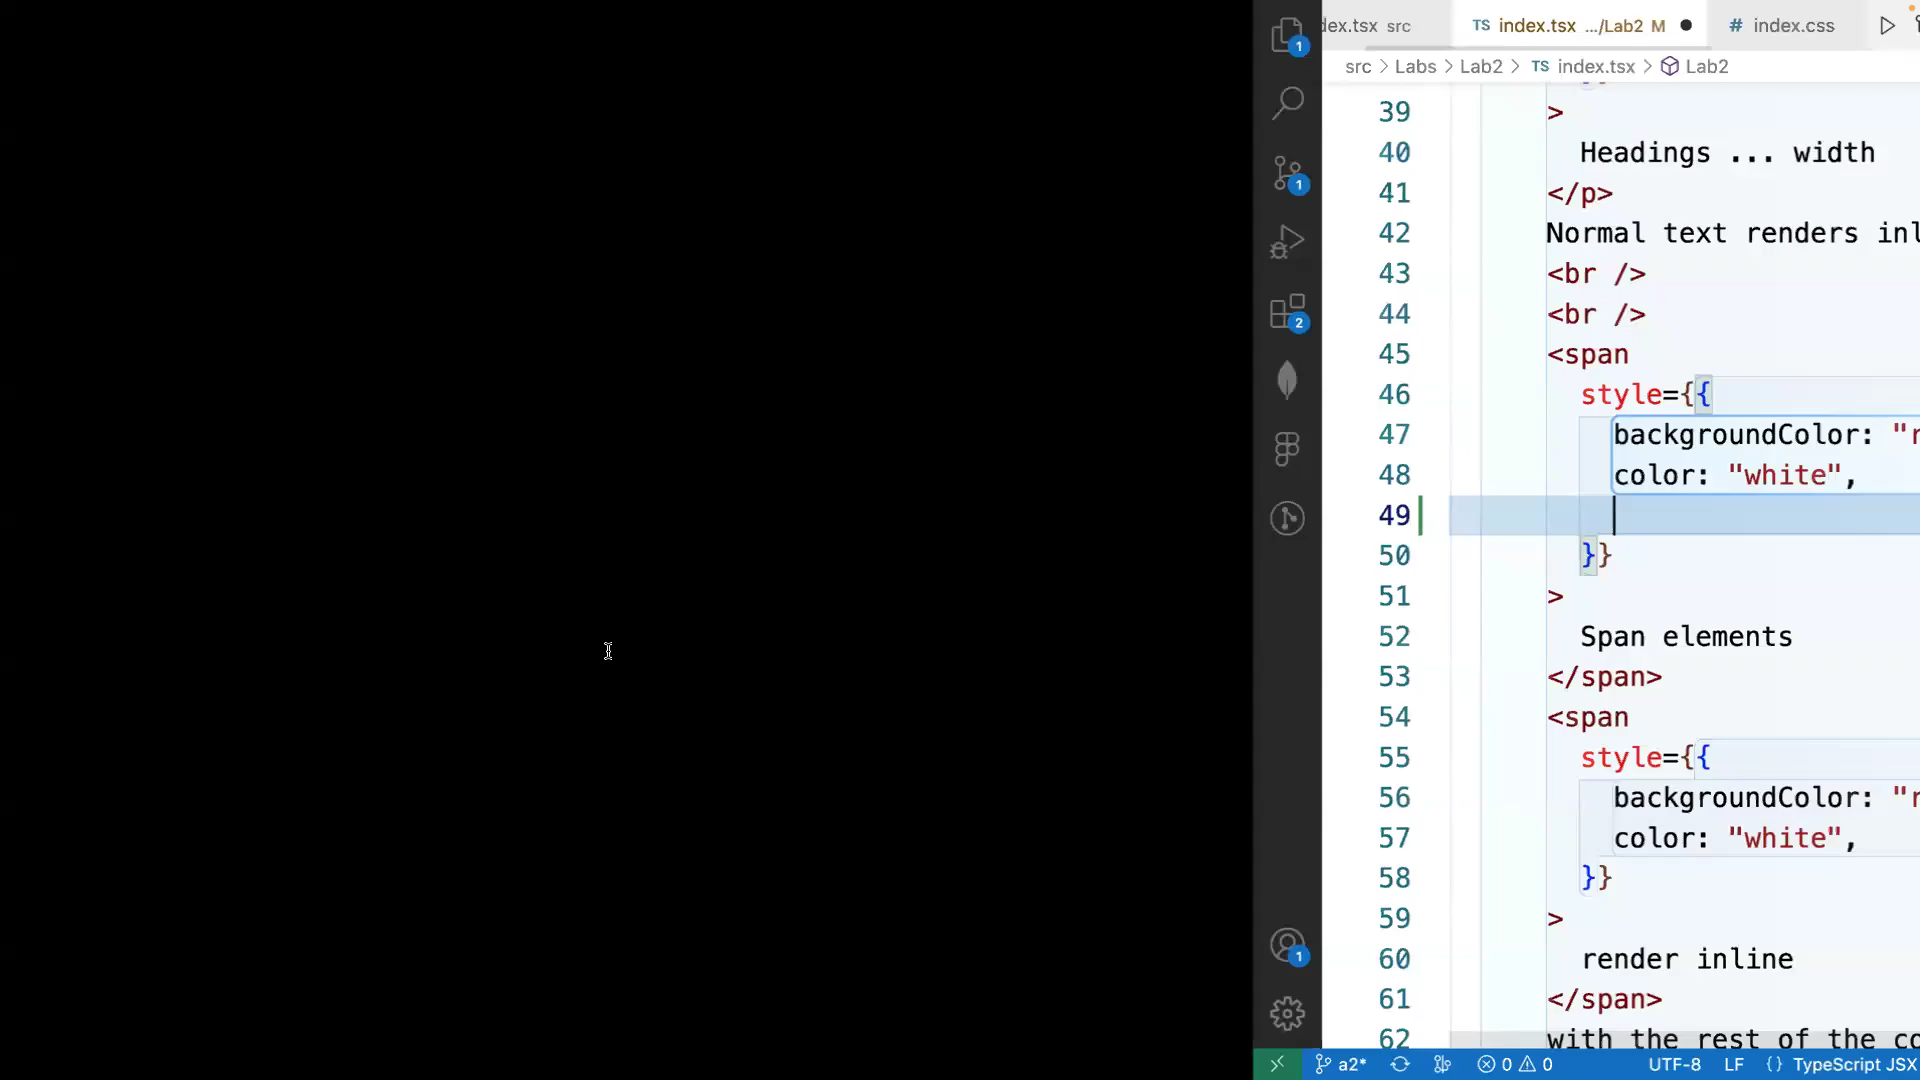 dex.tsx src
TS index.tsx .../Lab2 M
# index.css
src > Labs > Lab2 > TS index.tsx > Lab2
1
39 >
40 Headings ... width
41 </p>
42 Normal text renders inl
43 <br />
1
44 <br />
45 <span
46 style={{
2
47 backgroundColor: "r
48 color: "white",
49
50 }}
51 >
52 Span elements
53 </span>
54 <span
55 style={{
56 backgroundColor: "r
57 color: "white",
58 }}
59 >
1
60 render inline
61 </span>
62 with the rest of the co
a2* 0 0 UTF-8 LF {} TypeScript JSX